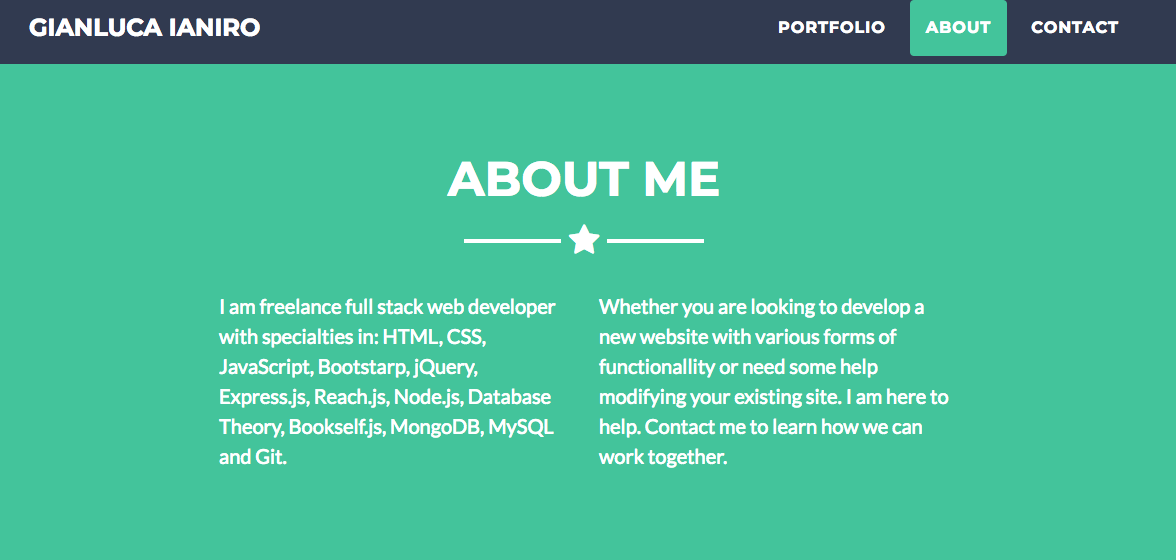 GIANLUCA IANIRO
PORTFOLIO
ABOUT
CONTACT
ABOUT ME
I am freelance full stack web developer
with specialties in: HTML, CSS,
JavaScript, Bootstarp, jQuery,
Express.js, Reach.js, Node.js, Database
Theory, Bookself.js, MongoDB, MySQL
and Git.
Whether you are looking to develop a
new website with various forms of
functionallity or need some help
modifying your existing site. I am here to
help. Contact me to learn how we can
work together.